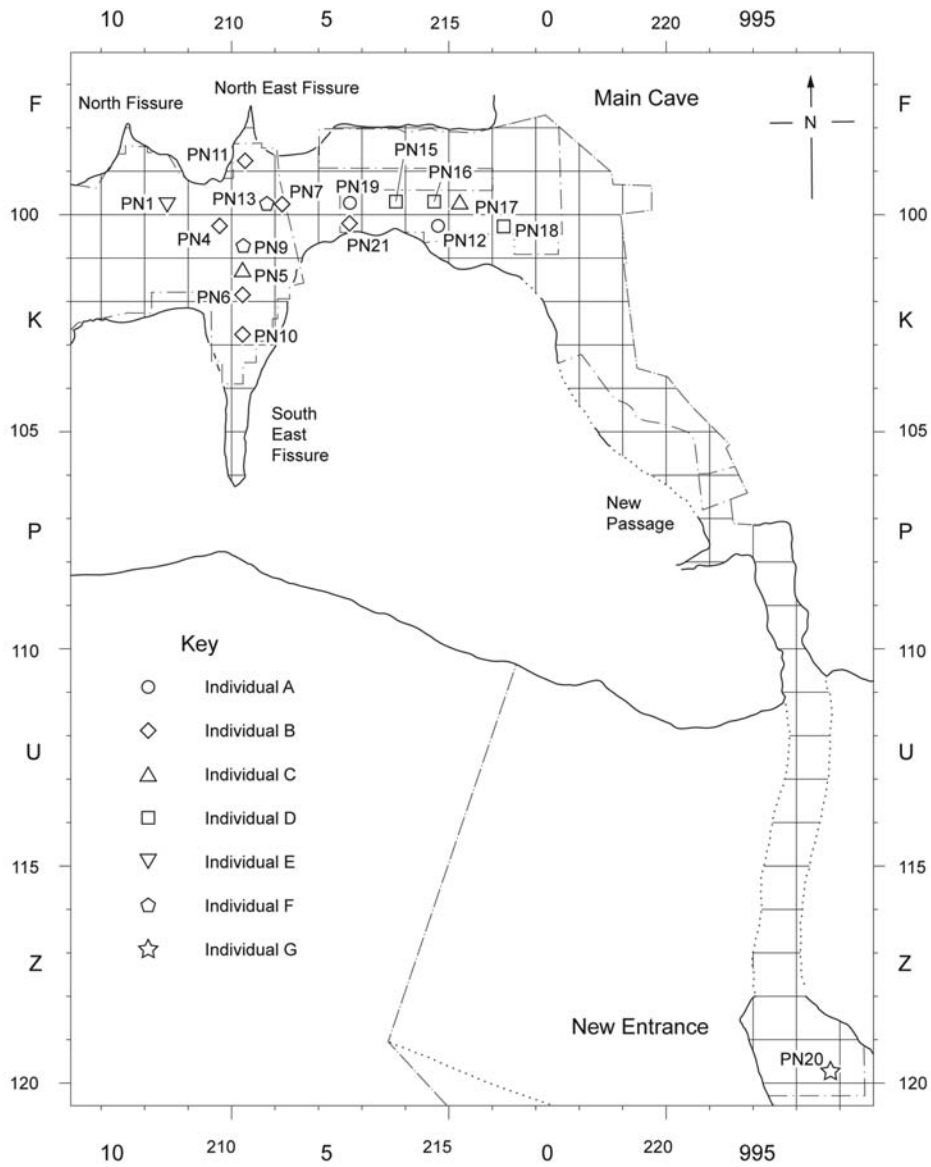 10 210 5 215 0 220 995
F North Fissure North East Fissure Main Cave F
N
PN11
PN15
PN16
PN1 PN13 PN7 PN19 PN17
100 100
PN4 PN21 PN12 PN18
PN9
PN5
PN6
K K
PN10
South
East
Fissure
105 105
New
Passage
P P
Key
110 110
Individual A
Individual B
U U
Individual C
Individual D
Individual E
115 115
Individual F
Individual G
Z Z
New Entrance
PN20
120 120
10 210 5 215 0 220 995